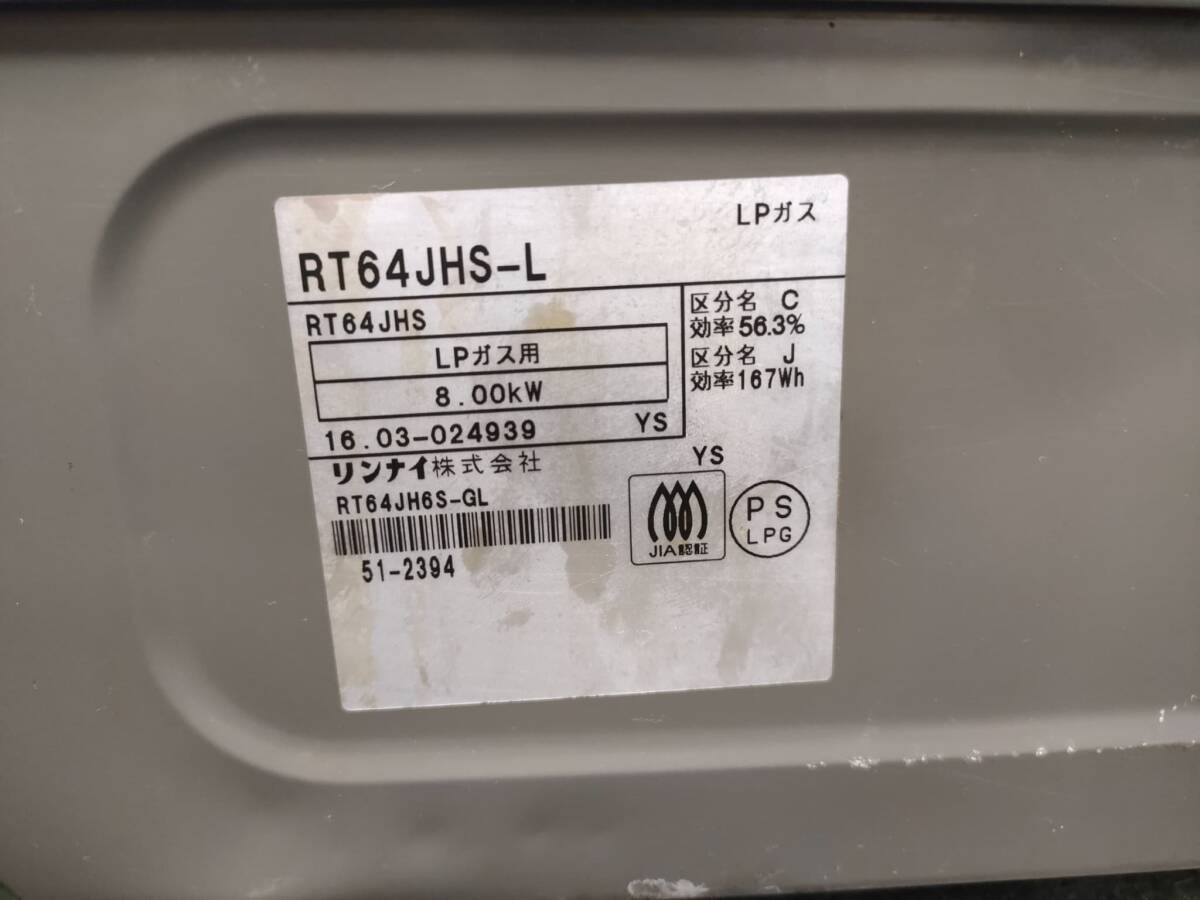 LPガス
RT64JHS-L
RT64JHS
LPガス用
8.00kW
16.03-024939 YS
区分名 C
効率56.3%
区分名 J
効率167Wh
リンナイ株式会社
RT64JH6S-GL
51-2394
YS
JIA認証
PS
LPG